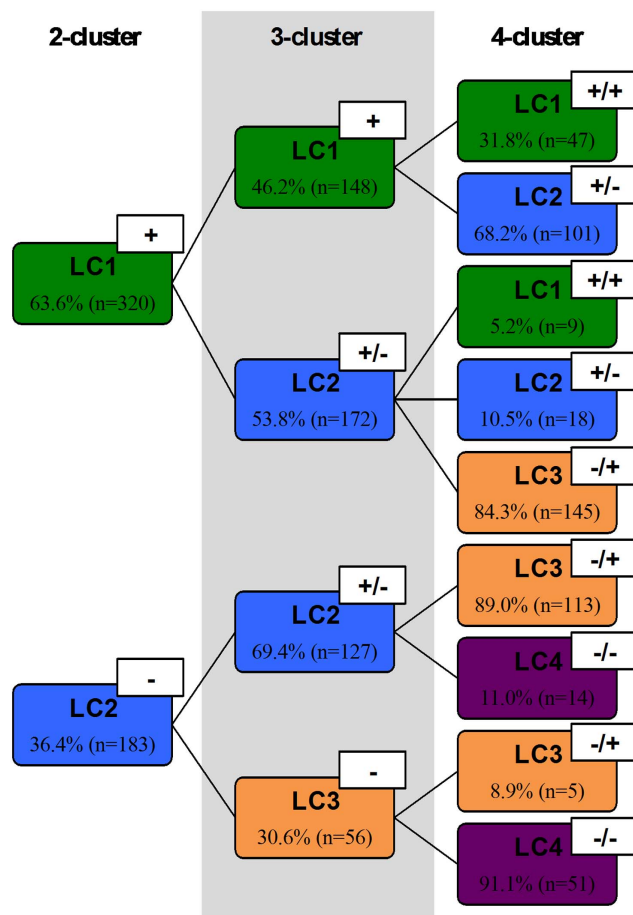 2-cluster
3-cluster
4-cluster
+
LC1
63.6% (n=320)
-
LC2
36.4% (n=183)
+
LC1
46.2% (n=148)
+/-
LC2
53.8% (n=172)
+/-
LC2
69.4% (n=127)
-
LC3
30.6% (n=56)
+/+
LC1
31.8% (n=47)
+/-
LC2
68.2% (n=101)
+/+
LC1
5.2% (n=9)
+/-
LC2
10.5% (n=18)
-/+
LC3
84.3% (n=145)
-/+
LC3
89.0% (n=113)
-/-
LC4
11.0% (n=14)
-/+
LC3
8.9% (n=5)
-/-
LC4
91.1% (n=51)